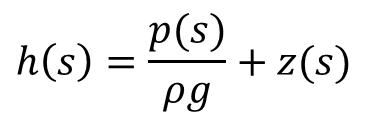 h(s) = p(s)/ρg + z(s)